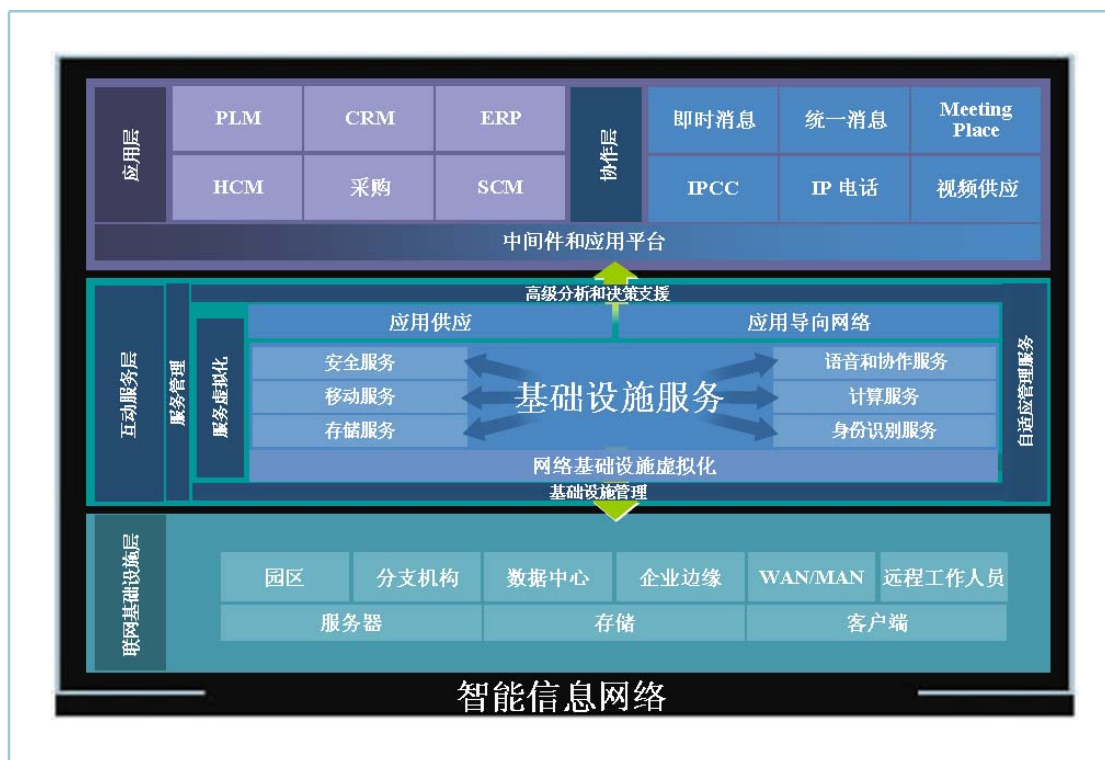 应用层
PLM
CRM
ERP
协作层
即时消息
统一消息
Meeting
Place
HCM
采购
SCM
IPCC
IP 电话
视频供应
中间件和应用平台
互动服务层
服务管理
高级分析和决策支援
自适应管理服务
服务虚拟化
应用供应
应用导向网络
安全服务
基础设施服务
语音和协作服务
移动服务
计算服务
存储服务
身份识别服务
网络基础设施虚拟化
基础设施管理
联网基础设施层
园区
分支机构
数据中心
企业边缘
WAN/MAN
远程工作人员
服务器
存储
客户端
智能信息网络